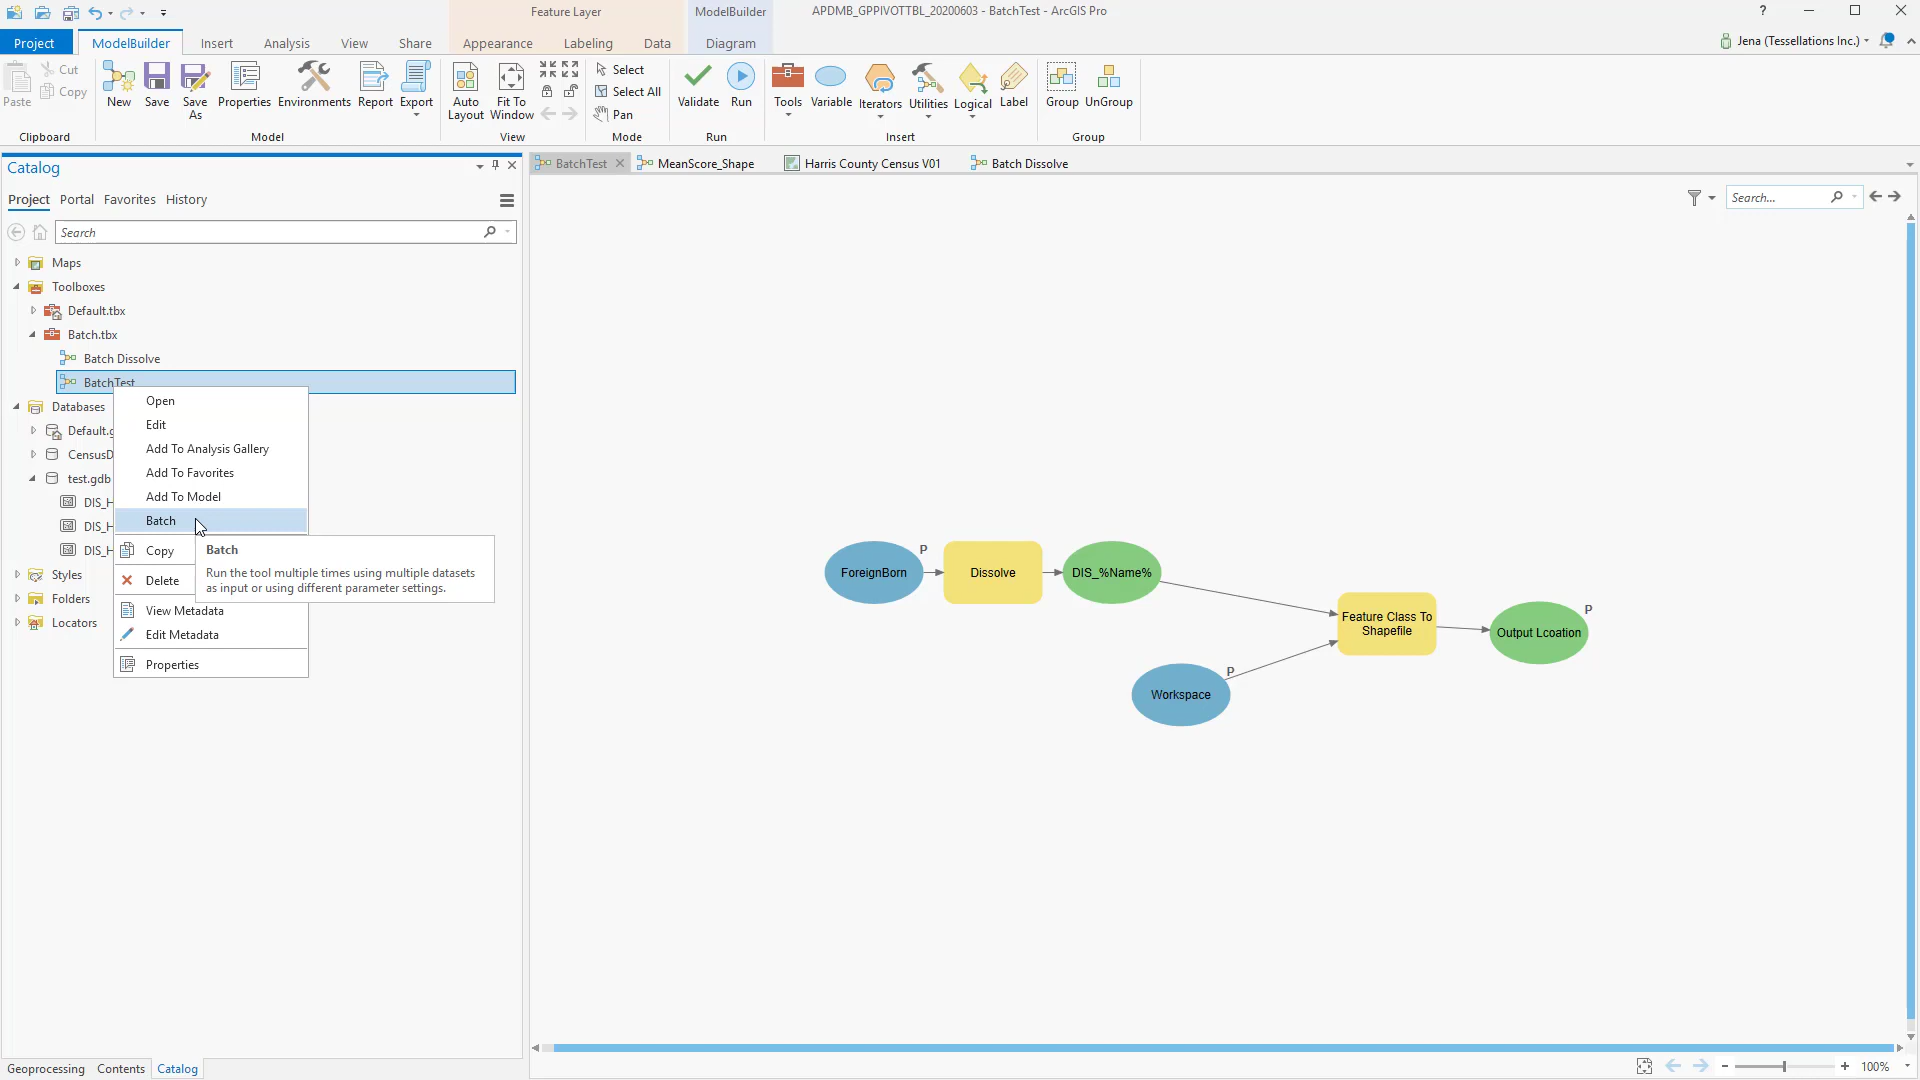 Feature Layer
ModelBuilder
APDMB_GPPIVOTTBL_20200603 - BatchTest - ArcGIS Pro
?
Project
ModelBuilder
Insert
Analysis
View
Share
Appearance
Labeling
Data
Diagram
Jena (Tessellations Inc.)
Paste
Cut
Copy
Clipboard
New
Save
Save As
Properties
Environments
Report
Export
Model
Auto Layout
Fit To Window
View
Select
Select All
Pan
Mode
Validate
Run
Run
Tools
Variable
Iterators
Utilities
Logical
Label
Insert
Group
UnGroup
Group
Catalog
Project
Portal
Favorites
History
Search
Maps
Toolboxes
Default.tbx
Batch.tbx
Batch Dissolve
BatchTest
Databases
Default.g
CensusD
test.gdb
DIS_H
DIS_H
DIS_H
Styles
Folders
Locators
Open
Edit
Add To Analysis Gallery
Add To Favorites
Add To Model
Batch
Copy
Delete
View Metadata
Edit Metadata
Properties
Batch
Run the tool multiple times using multiple datasets
as input or using different parameter settings.
BatchTest
MeanScore_Shape
Harris County Census V01
Batch Dissolve
Search...
ForeignBorn
P
Dissolve
DIS_%Name%
Feature Class To
Shapefile
Output Lcoation
P
Workspace
P
Geoprocessing
Contents
Catalog
100%